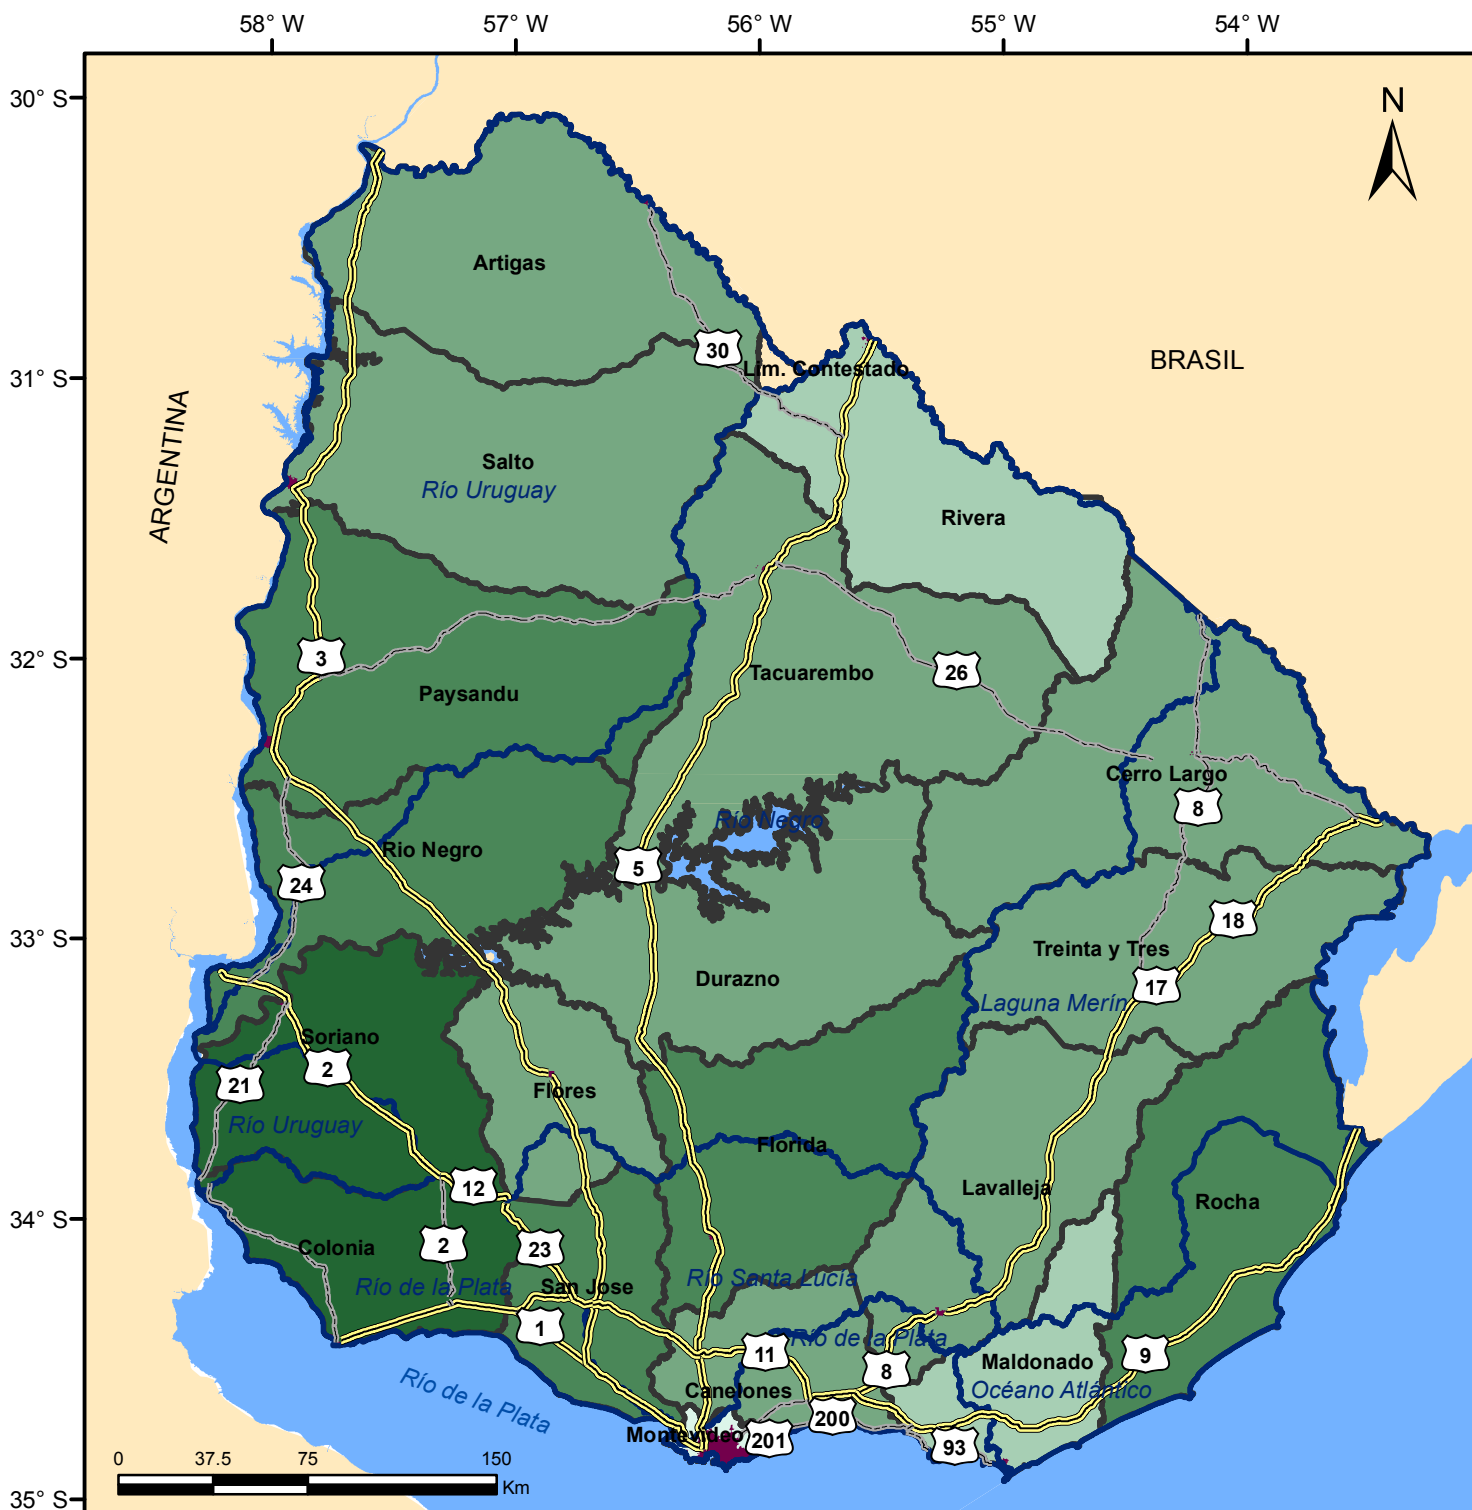 58° W 57° W 56° W 55° W 54° W
30° S
N
Artigas
30
BRASIL
31° S
Lim. Contestado
ARGENTINA
Salto
Río Uruguay
Rivera
3
32° S
26
Tacuarembo
Paysandu
Cerro Largo
8
Río Negro
Rio Negro
5
24
18
33° S
Treinta y Tres
Durazno
17
Laguna Merín
Soriano
2
21
Flores
Río Uruguay
Florida
12
Lavalleja
Rocha
34° S
Colonia
2
23
Río Santa Lucía
Río de la Plata
San Jose
1
Río de la Plata
11
9
Maldonado
8
Río de la Plata
Canelones
Océano Atlántico
200
Montevideo
201
93
0 37.5 75 150
Km
35° S